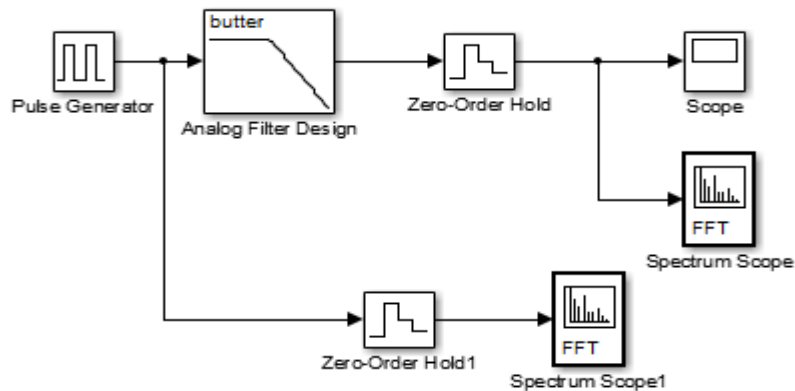 butter
Pulse Generator
Analog Filter Design
Zero-Order Hold
Scope
FFT
Spectrum Scope
Zero-Order Hold1
FFT
Spectrum Scope1